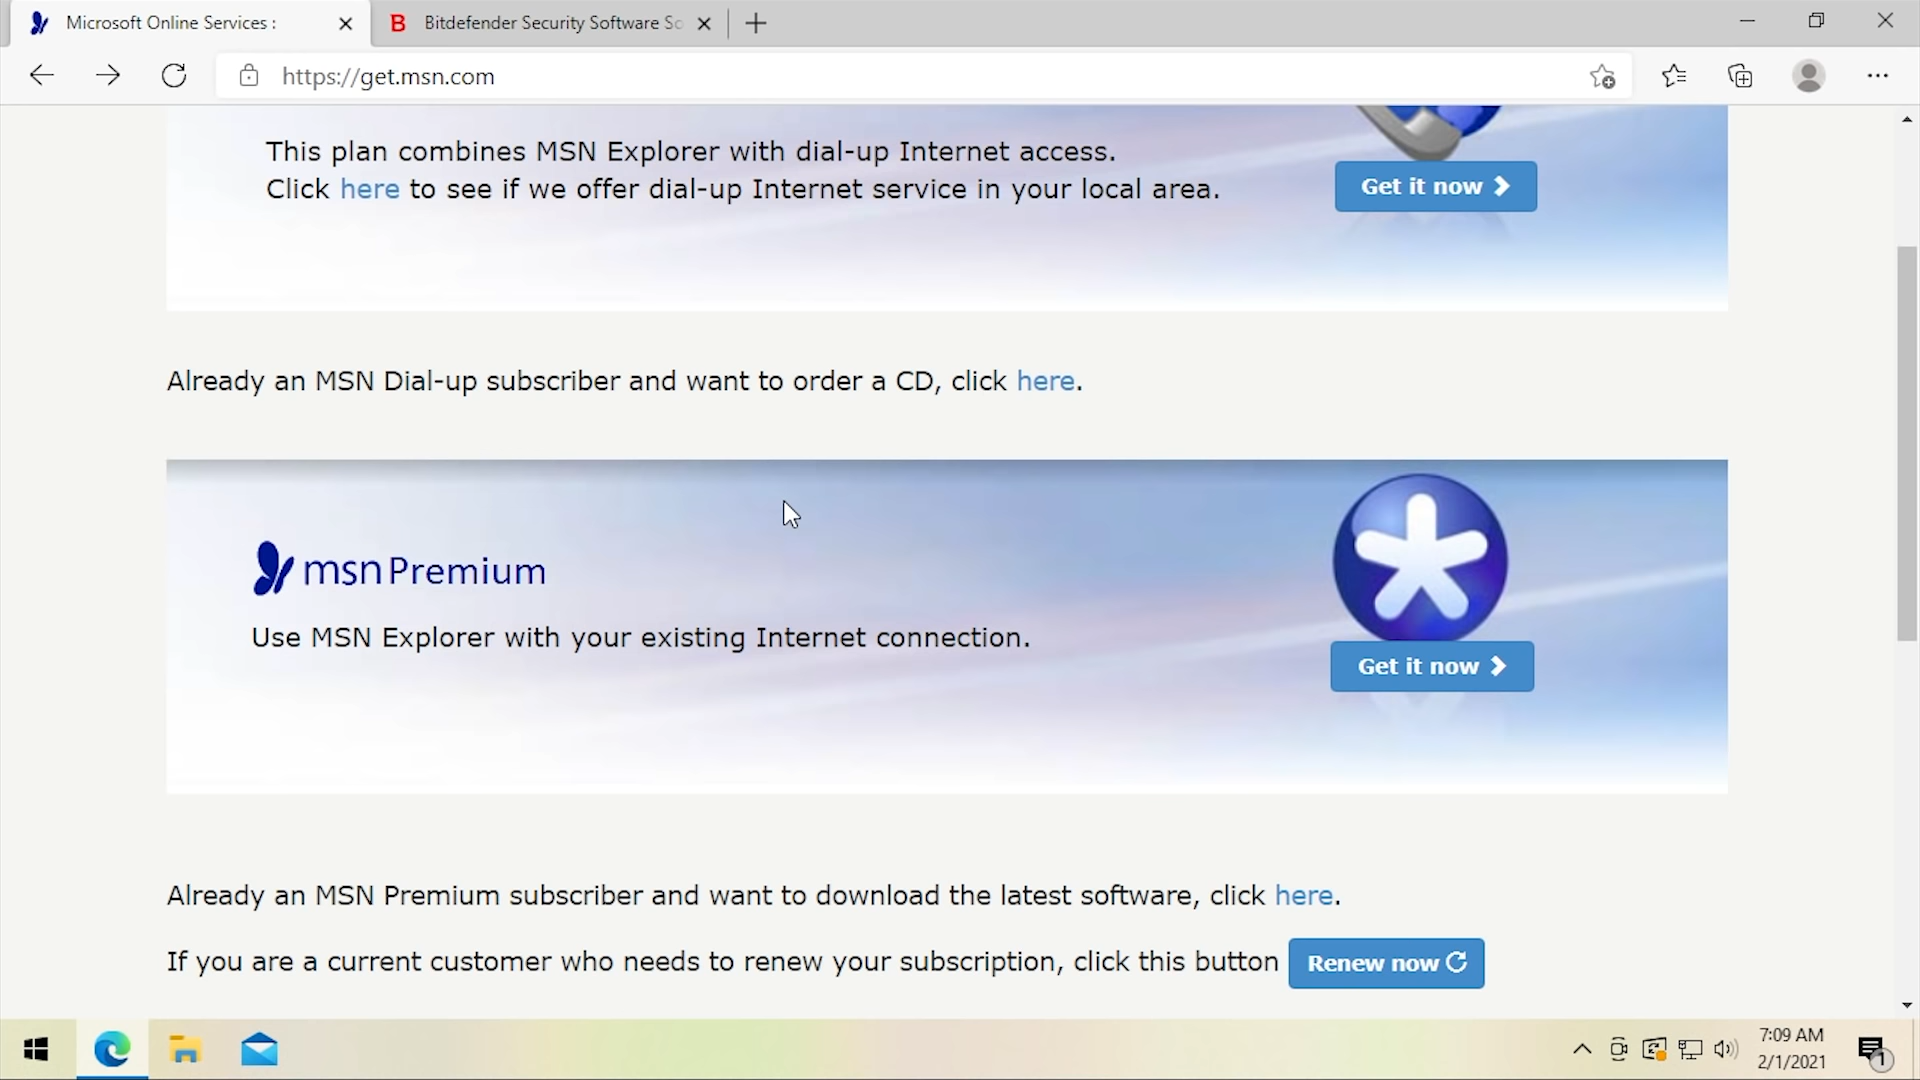 Microsoft Online Services :
Bitdefender Security Software So
https://get.msn.com
This plan combines MSN Explorer with dial-up Internet access.
Click here to see if we offer dial-up Internet service in your local area.
Get it now
Already an MSN Dial-up subscriber and want to order a CD, click here.
msn Premium
Use MSN Explorer with your existing Internet connection.
Get it now
Already an MSN Premium subscriber and want to download the latest software, click here.
If you are a current customer who needs to renew your subscription, click this button Renew now
7:09 AM
2/1/2021
1